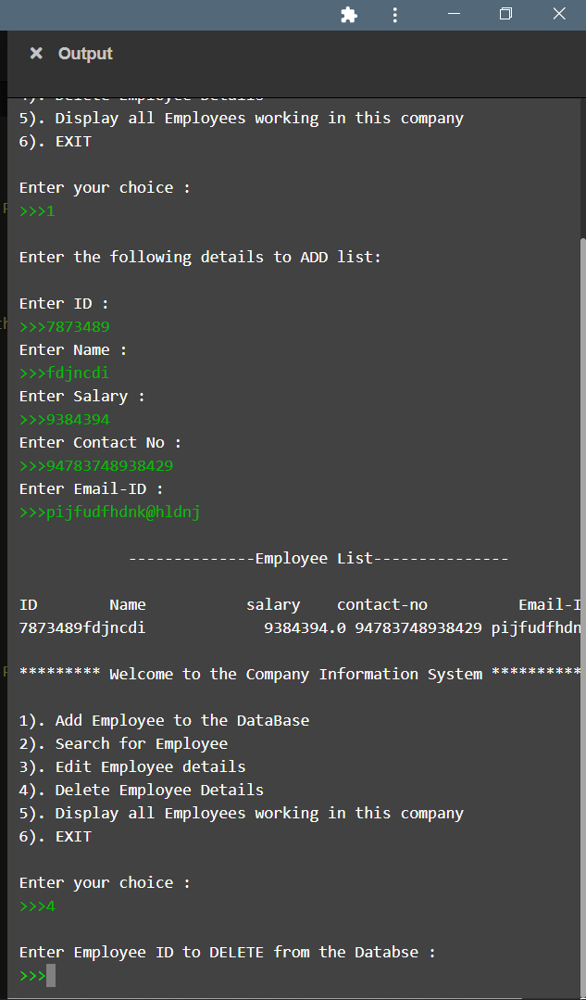 × Output
4). Delete Employee Details
5). Display all Employees working in this company
6). EXIT
Enter your choice :
>>>1
Enter the following details to ADD list:
Enter ID :
>>>7873489
Enter Name :
>>>fdjncdi
Enter Salary :
>>>9384394
Enter Contact No :
>>>94783748938429
Enter Email-ID :
>>>pijfudfhdnk@hldnj
--------------Employee List---------------
ID        Name           salary    contact-no          Email-I
7873489fdjncdi             9384394.0 94783748938429 pijfudfhdn
********* Welcome to the Company Information System **********
1). Add Employee to the DataBase
2). Search for Employee
3). Edit Employee details
4). Delete Employee Details
5). Display all Employees working in this company
6). EXIT
Enter your choice :
>>>4
Enter Employee ID to DELETE from the Databse :
>>>